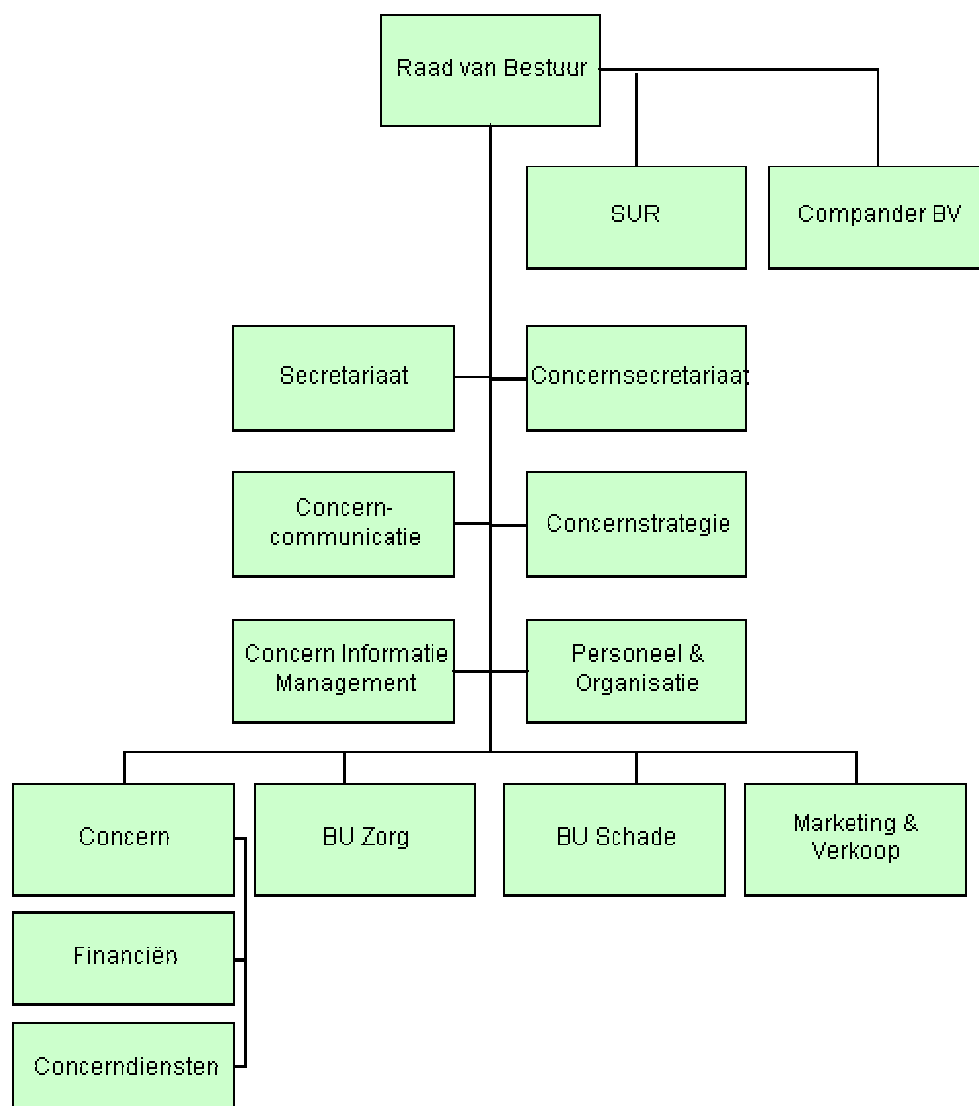 Raad van Bestuur
SUR
Compander BV
Secretariaat
Concernsecretariaat
Concern-
communicatie
Concernstrategie
Concern Informatie
Management
Personeel &
Organisatie
Concern
BU Zorg
BU Schade
Marketing &
Verkoop
Financiën
Concerndiensten